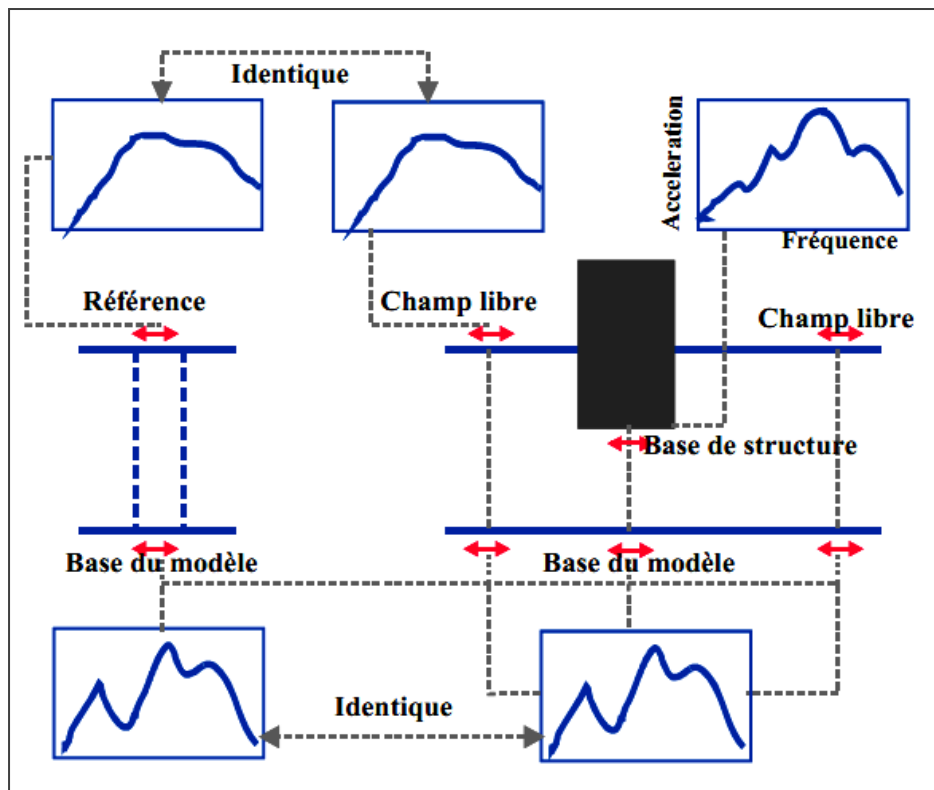 Identique
Acceleration
Fréquence
Référence
Champ libre
Champ libre
Base de structure
Base du modèle
Base du modèle
Identique